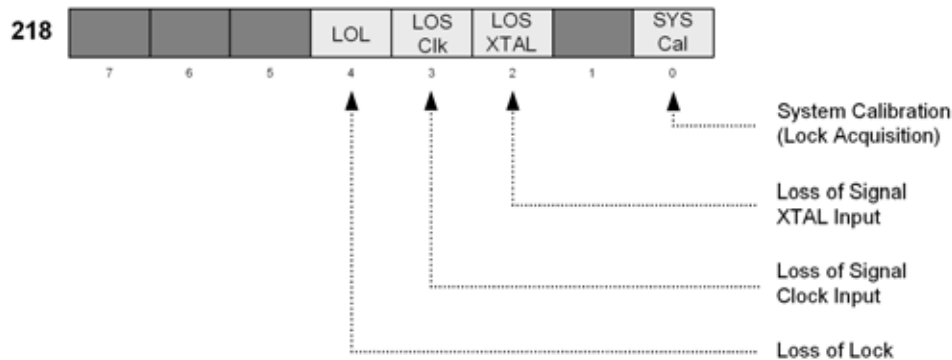 218
LOL
LOS
Clk
LOS
XTAL
SYS
Cal
7 6 5 4 3 2 1 0
System Calibration
(Lock Acquisition)
Loss of Signal
XTAL Input
Loss of Signal
Clock Input
Loss of Lock